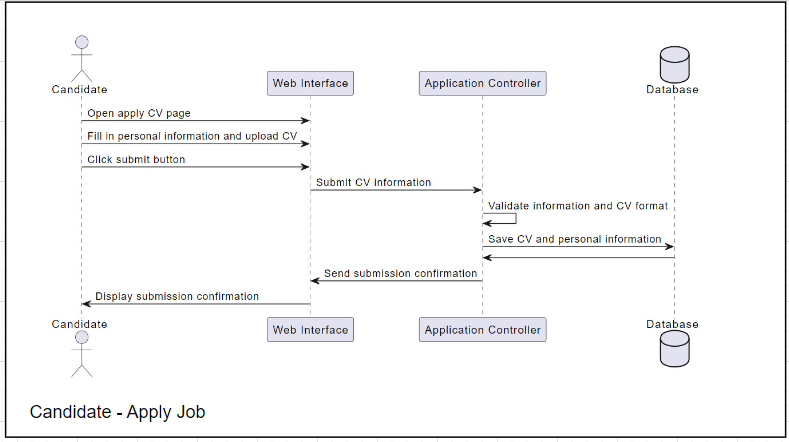 Candidate
Web Interface
Application Controller
Database
Open apply CV page
Fill in personal information and upload CV
Click submit button
Submit CV information
Validate information and CV format
Save CV and personal information
Send submission confirmation
Display submission confirmation
Candidate
Web Interface
Application Controller
Database
Candidate - Apply Job